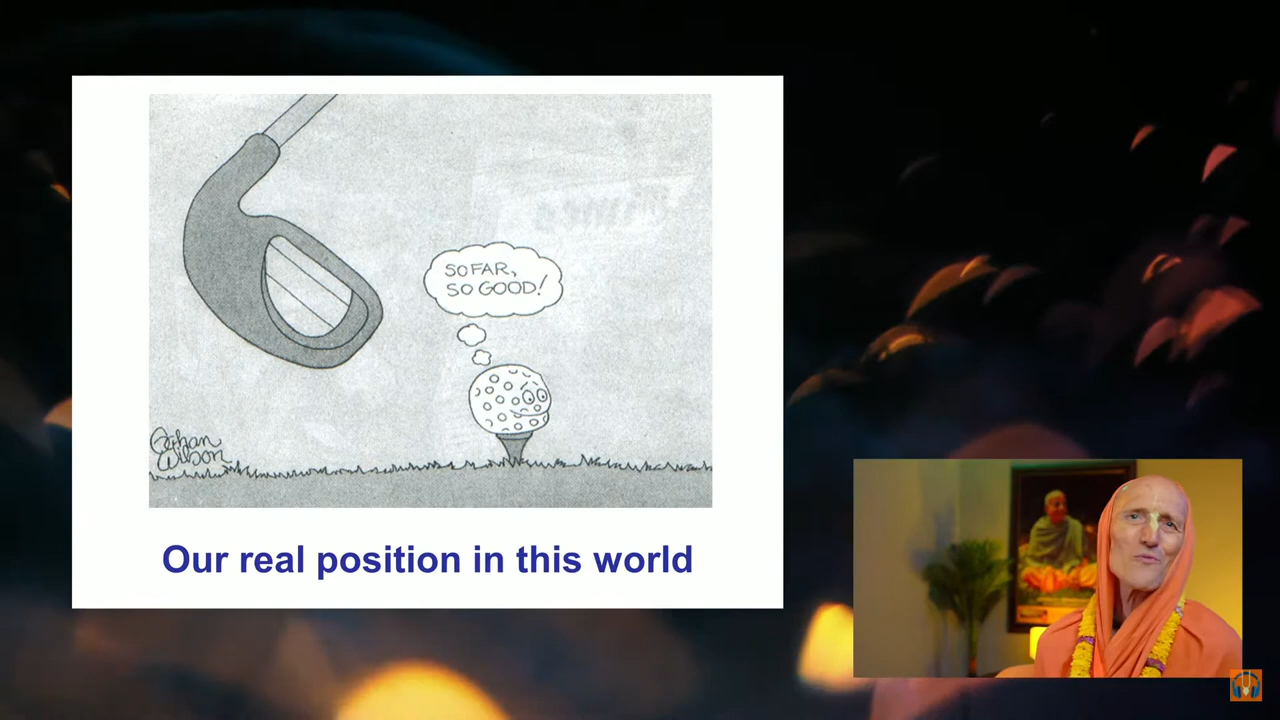 SO FAR,
SO GOOD!
Gahan
Wilson
Our real position in this world